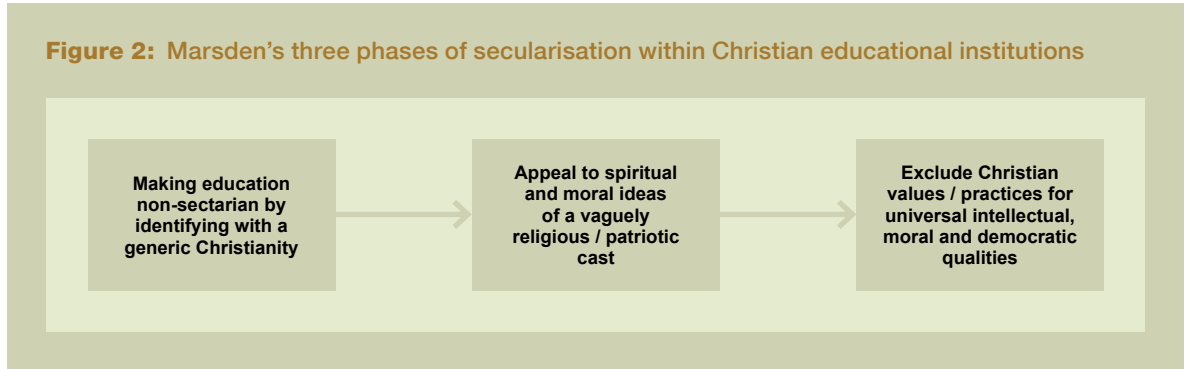 Figure 2: Marsden’s three phases of secularisation within Christian educational institutions
Making education
non-sectarian by
identifying with a
generic Christianity
Appeal to spiritual
and moral ideas
of a vaguely
religious / patriotic
cast
Exclude Christian
values / practices for
universal intellectual,
moral and democratic
qualities